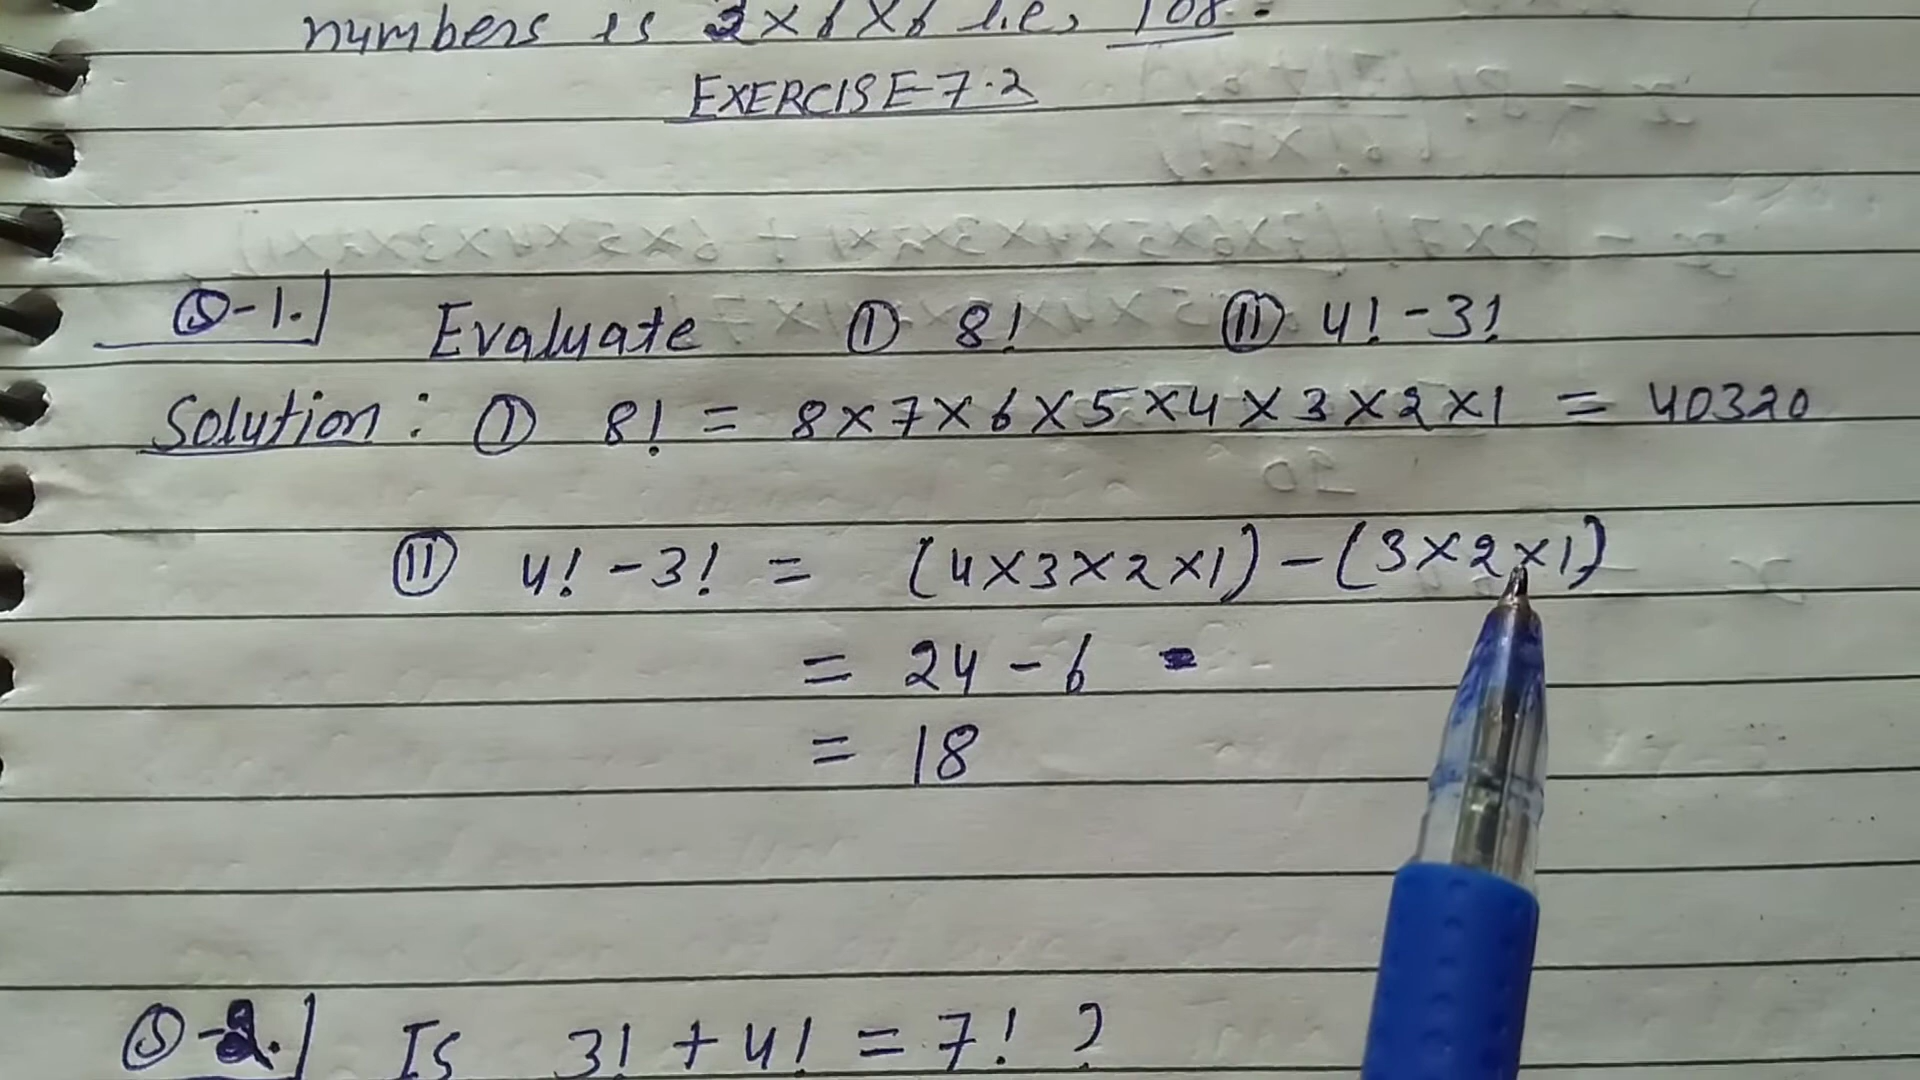 numbers is 3×6×6 i.e, 108.
EXERCISE-7.2
Q-1. Evaluate (I) 8! (II) 4! - 3!
Solution : (I) 8! = 8×7×6×5×4×3×2×1 = 40320
(II) 4! - 3! = (4×3×2×1) - (3×2×1)
= 24 - 6
= 18
Q-2. Is 3! + 4! = 7! ?